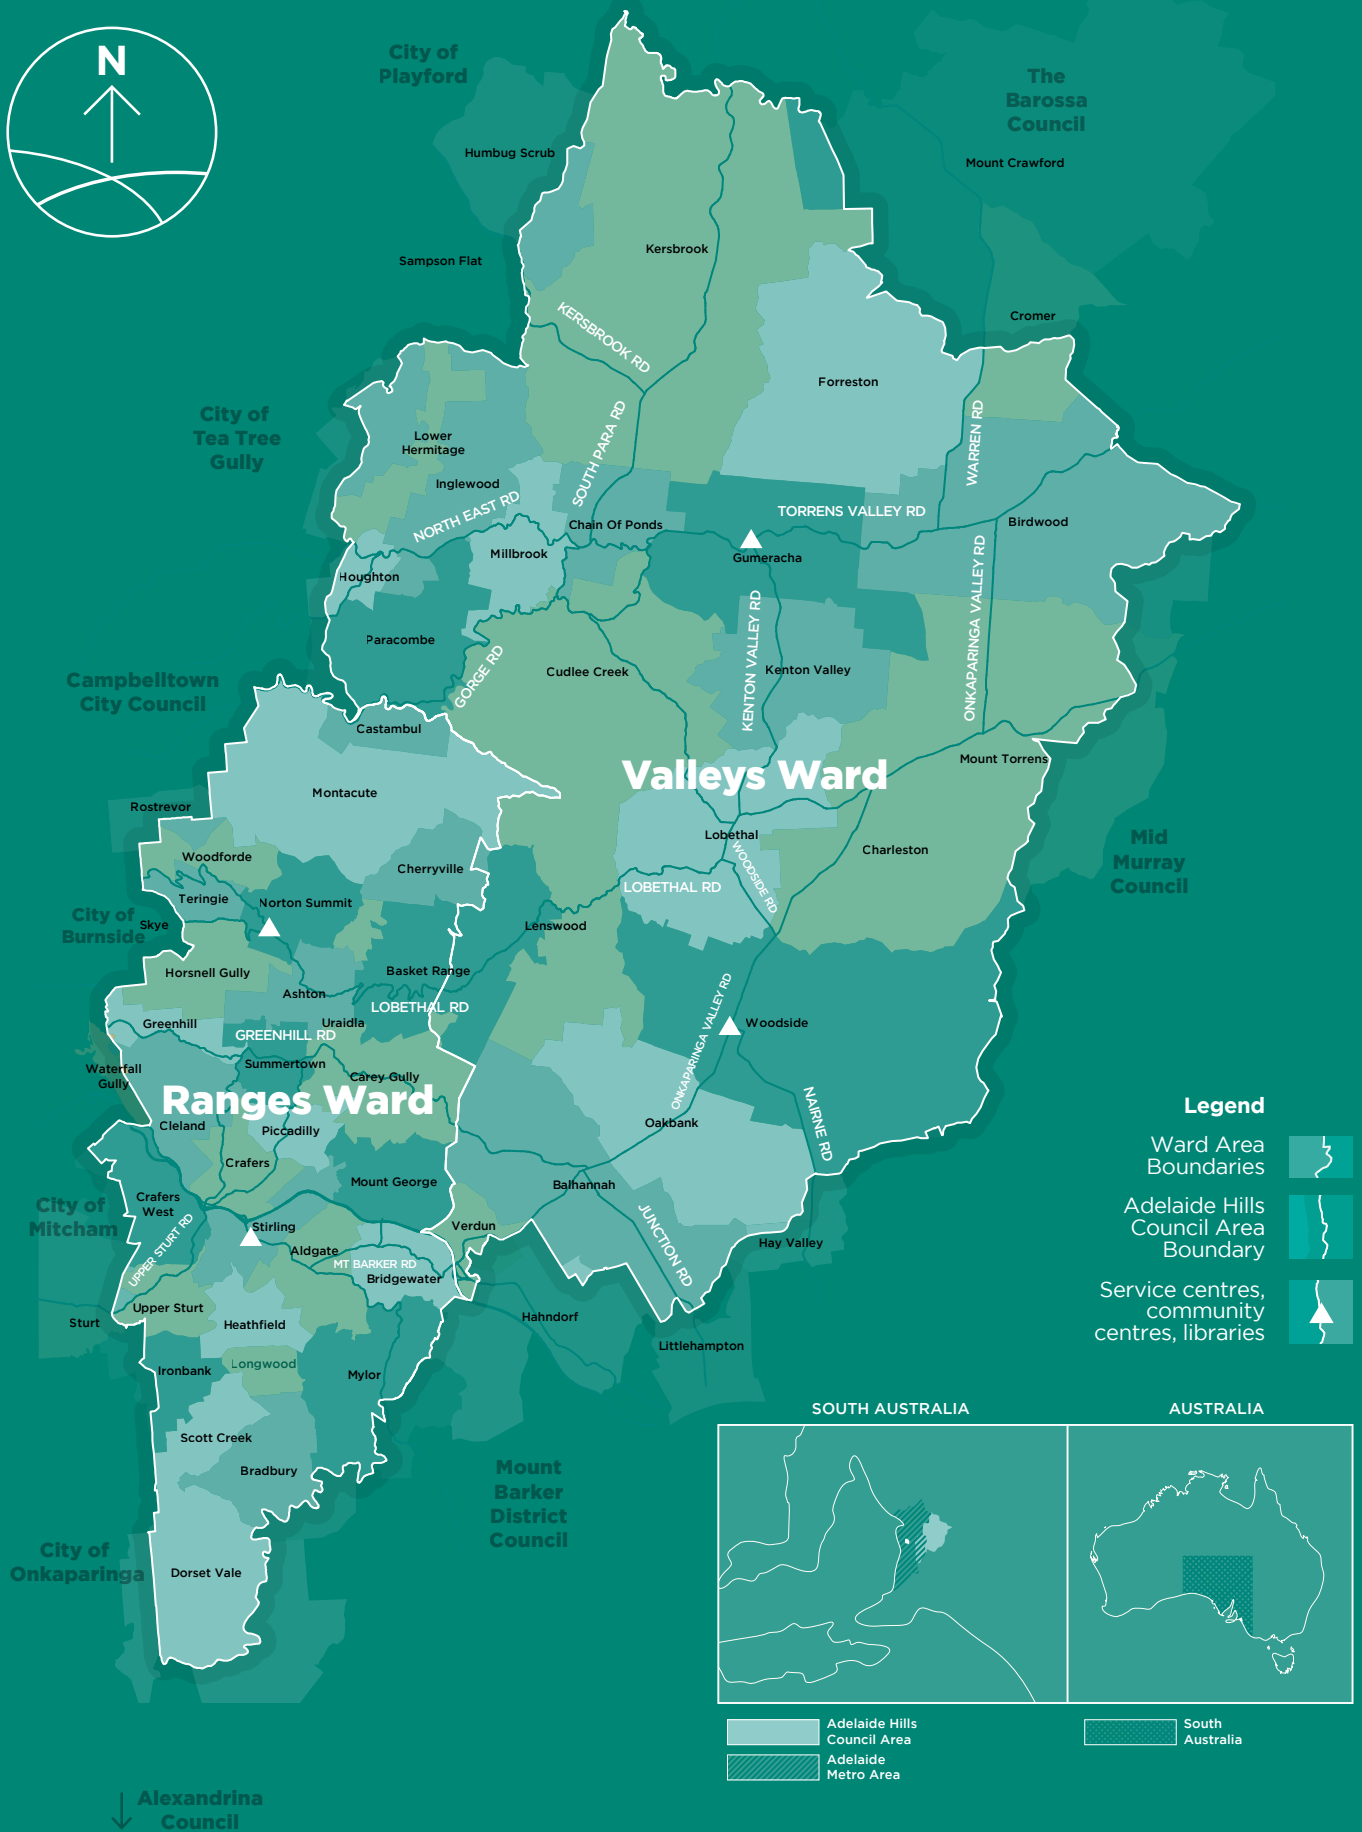 N
City of
Playford
The
Barossa
Council
Humbug Scrub
Mount Crawford
Kersbrook
Sampson Flat
KERSBROOK RD
Cromer
Forreston
City of
Tea Tree
Gully
Lower
Hermitage
SOUTH PARA RD
WARREN RD
Inglewood
NORTH EAST RD
TORRENS VALLEY RD
Chain Of Ponds
Birdwood
Millbrook
Gumeracha
Houghton
ONKAPARINGA VALLEY RD
KENTON VALLEY RD
Paracombe
GORGE RD
Cudlee Creek
Kenton Valley
Campbelltown
City Council
Castambul
Mount Torrens
Valleys Ward
Montacute
Rostrevor
Lobethal
Mid
Murray
Council
Woodforde
Charleston
Cherryville
WOODSIDE RD
LOBETHAL RD
Teringie
Norton Summit
City of
Burnside
Skye
Lenswood
Horsnell Gully
Basket Range
Ashton
LOBETHAL RD
Greenhill
Uraidla
GREENHILL RD
Woodside
ONKAPARINGA VALLEY RD
Waterfall
Gully
Summertown
Carey Gully
Ranges Ward
Legend
Cleland
Piccadilly
Oakbank
NAIRNE RD
Ward Area
Boundaries
Crafers
Mount George
Balhannah
City of
Mitcham
Crafers
West
Adelaide Hills
Council Area
Boundary
Stirling
Verdun
UPPER STURT RD
Aldgate
JUNCTION RD
Hay Valley
MT BARKER RD
Bridgewater
Service centres,
community
centres, libraries
Upper Sturt
Sturt
Heathfield
Hahndorf
Littlehampton
Longwood
Ironbank
Mylor
SOUTH AUSTRALIA
AUSTRALIA
Scott Creek
Bradbury
Mount
Barker
District
Council
City of
Onkaparinga
Dorset Vale
Adelaide Hills
Council Area
South
Australia
Adelaide
Metro Area
Alexandrina
Council